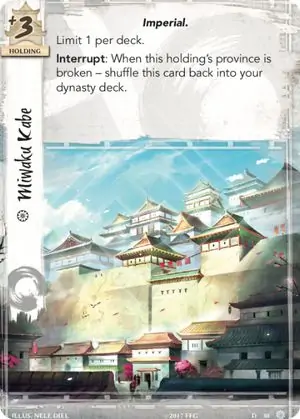 +3
HOLDING
Imperial.
Limit 1 per deck.
Interrupt: When this holding's province is
broken – shuffle this card back into your
dynasty deck.
Miwaku Kabe
ILLUS. NELE DIEL
©2017 FFG
D